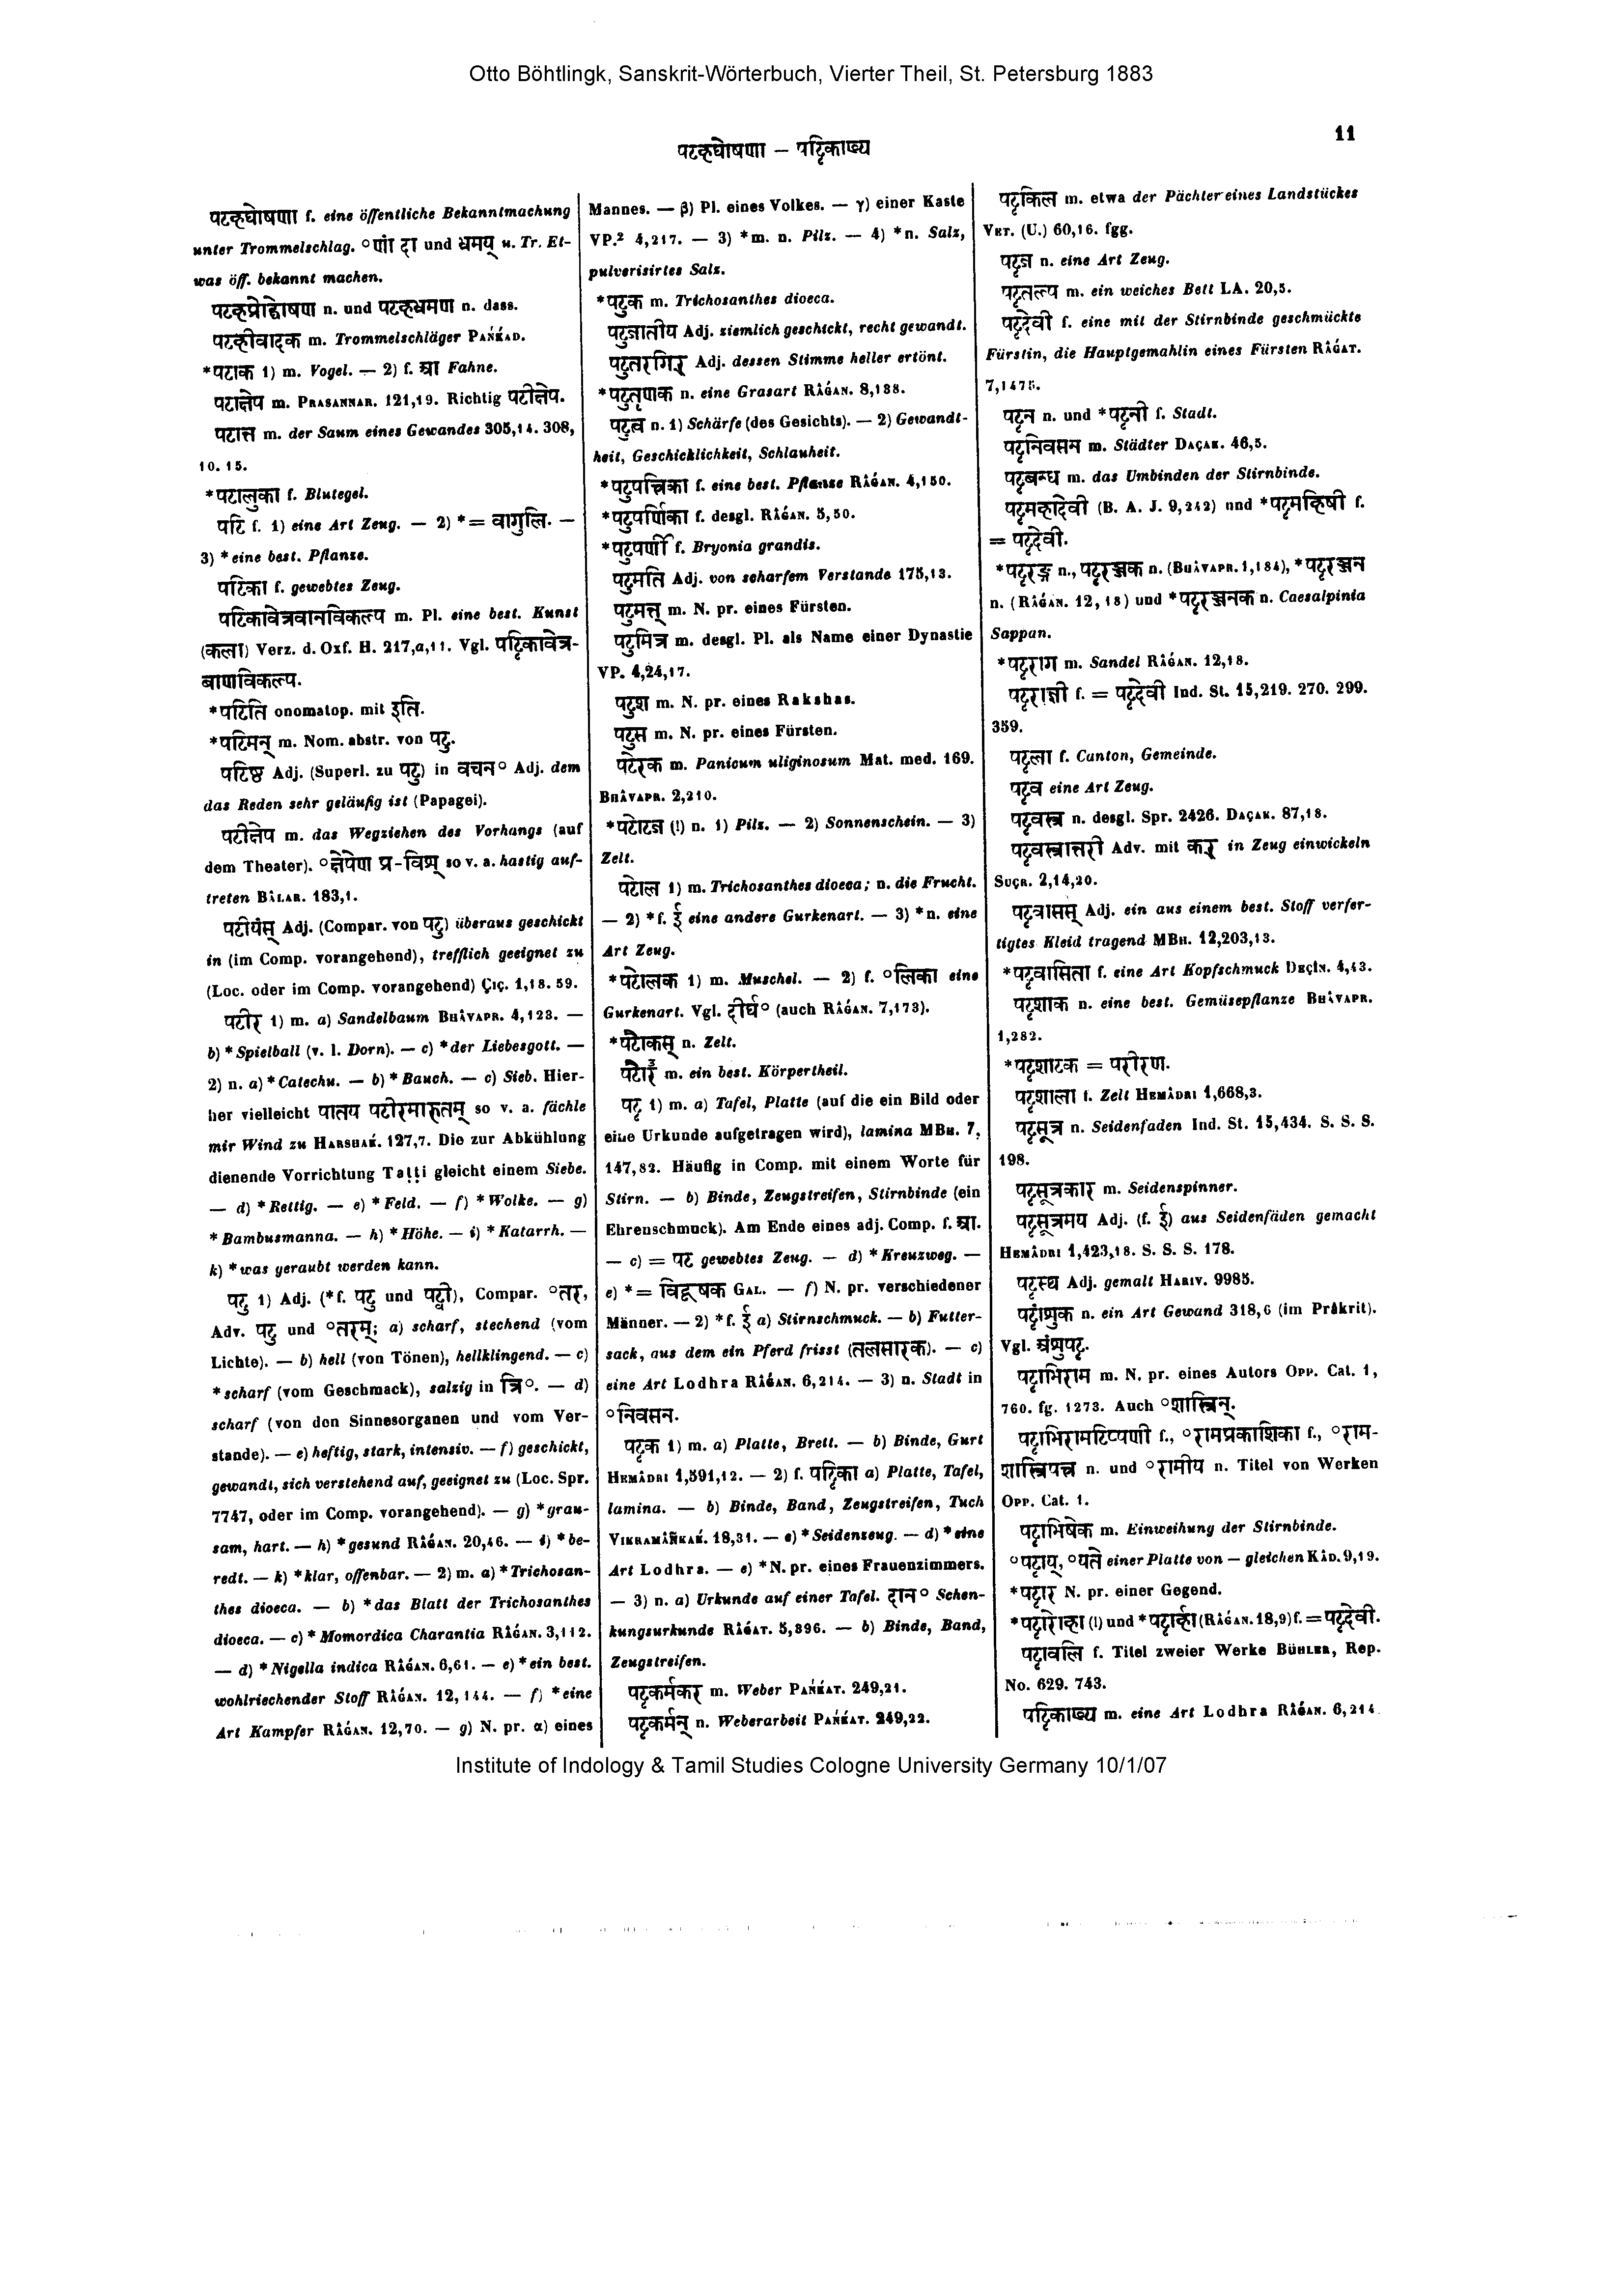 Otto Böhtlingk, Sanskrit-Wörterbuch, Vierter Theil, St. Petersburg 1883
11
पटहघोषणा – पट्टिकाख्य
पटहघोषणा f. eine öffentliche Bekanntmachung
unter Trommelschlag. °णां दा und भ्रमय् u. Tr. Et-
was öff. bekannt machen.
पटहप्रोद्घोषण n. und पटहभ्रमण n. dass.
पटहीवादक m. Trommelschläger PAŃKAD.
*पटाक 1) m. Vogel. — 2) f. आ Fahne.
पटाक्षेप m. PRASANNAR. 121,19. Richtig पटीक्षेप.
पटान्त m. der Saum eines Gewandes 305,14. 308,
10. 15.
*पटालुका f. Blutegel.
पटि f. 1) eine Art Zeug. — 2) *= वागुलि. —
3) *eine best. Pflanze.
पटिका f. gewebtes Zeug.
पटिकावेत्रवानविकल्प m. Pl. eine best. Kunst
(कला) Verz. d. Oxf. H. 217,a,11. Vgl. पट्टिकावेत्र-
बाणविकल्प.
*पटिति onomatop. mit इति.
*पटिमन् m. Nom. abstr. von पटु.
पटिष्ठ Adj. (Superl. zu पटु) in वचन° Adj. dem
das Reden sehr geläufig ist (Papagei).
पटीक्षेप m. das Wegziehen des Vorhangs (auf
dem Theater). °क्षेपेण प्र-विश् so v. a. hastig auf-
treten BÂLAR. 183,1.
पटीयंस् Adj. (Compar. von पटु) überaus geschickt
in (im Comp. vorangehend), trefflich geeignet zu
(Loc. oder im Comp. vorangehend) ÇIÇ. 1,18. 59.
पटीर 1) m. a) Sandelbaum BHÂVAPR. 4,123. —
b) *Spielball (v. l. Dorn). — c) *der Liebesgott. —
2) n. a) *Catechu. — b) *Bauch. — c) Sieb. Hier-
her vielleicht पातय पटीरमारुतम् so v. a. fächle
mir Wind zu HARSHAḰ. 127,7. Die zur Abkühlung
dienende Vorrichtung Taṭṭi gleicht einem Siebe.
— d) *Rettig. — e) *Feld. — f) *Wolke. — g)
*Bambusmanna. — h) *Höhe. — i) *Katarrh. —
k) *was geraubt werden kann.
पटु 1) Adj. (*f. पटु und पट्वी), Compar. °तर,
Adv. पटु und °तरम्; a) scharf, stechend (vom
Lichte). — b) hell (von Tönen), hellklingend. — c)
*scharf (vom Geschmack), salzig in त्रि°. — d)
scharf (von den Sinnesorganen und vom Ver-
stande). — e) heftig, stark, intensiv. — f) geschickt,
gewandt, sich verstehend auf, geeignet zu (Loc. Spr.
7747, oder im Comp. vorangehend). — g) *grau-
sam, hart. — h) *gesund RÂǴAN. 20,46. — i) *be-
redt. — k) *klar, offenbar. — 2) m. a) *Trichosan-
thes dioeca. — b) *das Blatt der Trichosanthes
dioeca. — c) *Momordica Charantia RÂǴAN. 3,112.
— d) *Nigella indica RÂǴAN. 6,61. — e) *ein best.
wohlriechender Stoff RÂǴAN. 12,144. — f) *eine
Art Kampfer RÂǴAN. 12,70. — g) N. pr. α) eines
Mannes. — β) Pl. eines Volkes. — γ) einer Kaste
VP.² 4,217. — 3) *m. n. Pilz. — 4) *n. Salz,
pulverisirtes Salz.
*पटुक m. Trichosanthes dioeca.
पटुजातीय Adj. ziemlich geschickt, recht gewandt.
पटुतरगिर् Adj. dessen Stimme heller ertönt.
*पटुतृणक n. eine Grasart RÂǴAN. 8,138.
पटुत्व n. 1) Schärfe (des Gesichts). — 2) Gewandt-
heit, Geschicklichkeit, Schlauheit.
*पटुपत्त्रिका f. eine best. Pflanze RÂǴAN. 4,150.
*पटुपर्णिका f. desgl. RÂǴAN. 5,50.
*पटुपर्णी f. Bryonia grandis.
पटुमति Adj. von scharfem Verstande 175,13.
पटुमन्त् m. N. pr. eines Fürsten.
पटुमित्र m. desgl. Pl. als Name einer Dynastie
VP. 4,24,17.
पटुश m. N. pr. eines Rakshas.
पटुस m. N. pr. eines Fürsten.
पटेरक m. Panicum uliginosum Mat. med. 169.
BHÂVAPR. 2,210.
*पटोटज (!) n. 1) Pilz. — 2) Sonnenschein. — 3)
Zelt.
पटोल 1) m. Trichosanthes dioeca; n. die Frucht.
— 2) *f. ई eine andere Gurkenart. — 3) *n. eine
Art Zeug.
*पटोलक 1) m. Muschel. — 2) f. °लिका eine
Gurkenart. Vgl. दीर्घ° (auch RÂǴAN. 7,173).
*पटौकस् n. Zelt.
पटौर m. ein best. Körpertheil.
पट्ट 1) m. a) Tafel, Platte (auf die ein Bild oder
eine Urkunde aufgetragen wird), lamina MBH. 7,
147,82. Häufig in Comp. mit einem Worte für
Stirn. — b) Binde, Zeugstreifen, Stirnbinde (ein
Ehrenschmuck). Am Ende eines adj. Comp. f. आ.
— c) = पट gewebtes Zeug. — d) *Kreuzweg. —
e) *= विदूषक GAL. — f) N. pr. verschiedener
Männer. — 2) *f. ई a) Stirnschmuck. — b) Futter-
sack, aus dem ein Pferd frisst (तलसारक). — c)
eine Art Lodhra RÂǴAN. 6,214. — 3) n. Stadt in
°निवसन.
पट्टक 1) m. a) Platte, Brett. — b) Binde, Gurt
HEMÂDRI 1,591,12. — 2) f. पट्टिका a) Platte, Tafel,
lamina. — b) Binde, Band, Zeugstreifen, Tuch
VIKRAMÂÑKAḰ. 18,31. — c) *Seidenzeug. — d) *eine
Art Lodhra. — e) *N. pr. eines Frauenzimmers.
— 3) n. a) Urkunde auf einer Tafel. दान° Schen-
kungsurkunde RÂǴAT. 5,396. — b) Binde, Band,
Zeugstreifen.
पट्टकर्मकर m. Weber PAŃḰAT. 249,21.
पट्टकर्मन् n. Weberarbeit PAŃḰAT. 249,22.
पट्टकिल m. etwa der Pächter eines Landstückes
VET. (U.) 60,16. fgg.
पट्टज n. eine Art Zeug.
पट्टतल्प m. ein weiches Bett LA. 20,5.
पट्टदेवी f. eine mit der Stirnbinde geschmückte
Fürstin, die Hauptgemahlin eines Fürsten RÂǴAT.
7,1475.
पट्टन n. und *पट्टनी f. Stadt.
पट्टनिवसन m. Städter DAÇAK. 46,5.
पट्टबन्ध m. das Umbinden der Stirnbinde.
पट्टमहादेवी (B. A. J. 9,242) und *पट्टमहिषी f.
= पट्टदेवी.
*पट्टरङ्ग n., पट्टरञ्जक n. (BHÂVAPR. 1,184), *पट्टरञ्जन
n. (RÂǴAN. 12,18) und *पट्टरञ्जनक n. Caesalpinia
Sappan.
*पट्टराग m. Sandel RÂǴAN. 12,18.
पट्टराज्ञी f. = पट्टदेवी Ind. St. 15,219. 270. 299.
359.
पट्टला f. Canton, Gemeinde.
पट्टव eine Art Zeug.
पट्टवस्त्र n. desgl. Spr. 2426. DAÇAK. 87,18.
पट्टवस्त्रान्तरी Adv. mit कर् in Zeug einwickeln
SUÇR. 2,14,20.
पट्टवासस् Adj. ein aus einem best. Stoff verfer-
tigtes Kleid tragend MBH. 12,203,13.
*पट्टवासिता f. eine Art Kopfschmuck DEÇÎN. 4,43.
पट्टशाक n. eine best. Gemüsepflanze BHÂVAPR.
1,282.
*पट्टशाटक = परीरण.
पट्टशाला f. Zelt HEMÂDRI 1,668,3.
पट्टसूत्र n. Seidenfaden Ind. St. 15,434. S. S. S.
198.
पट्टसूत्रकार m. Seidenspinner.
पट्टसूत्रमय Adj. (f. ई) aus Seidenfäden gemacht
HEMÂDRI 1,423,18. S. S. S. 178.
पट्टस्थ Adj. gemalt HARIV. 9985.
पट्टांशुक n. ein Art Gewand 318,6 (im Prâkrit).
Vgl. अंशुपट्ट.
पट्टाभिराम m. N. pr. eines Autors OPP. Cat. 1,
760. fg. 1273. Auch °शास्त्रिन्.
पट्टाभिरामटिप्पणी f., °रामप्रकाशिका f., °राम-
शास्त्रिपत्त्र n. und °रामीय n. Titel von Werken
OPP. Cat. 1.
पट्टाभिषेक m. Einweihung der Stirnbinde.
°पट्टाय्, °यते einer Platte von — gleichen KÂD. 9,19.
*पट्टार N. pr. einer Gegend.
*पट्टारोहा (!) und *पट्टार्हा (RÂǴAN. 18,9) f. = पट्टदेवी.
पट्टावलि f. Titel zweier Werke BÜHLER, Rep.
No. 629. 743.
पट्टिकाख्य m. eine Art Lodhra RÂǴAN. 6,214
Institute of Indology & Tamil Studies Cologne University Germany 10/1/07